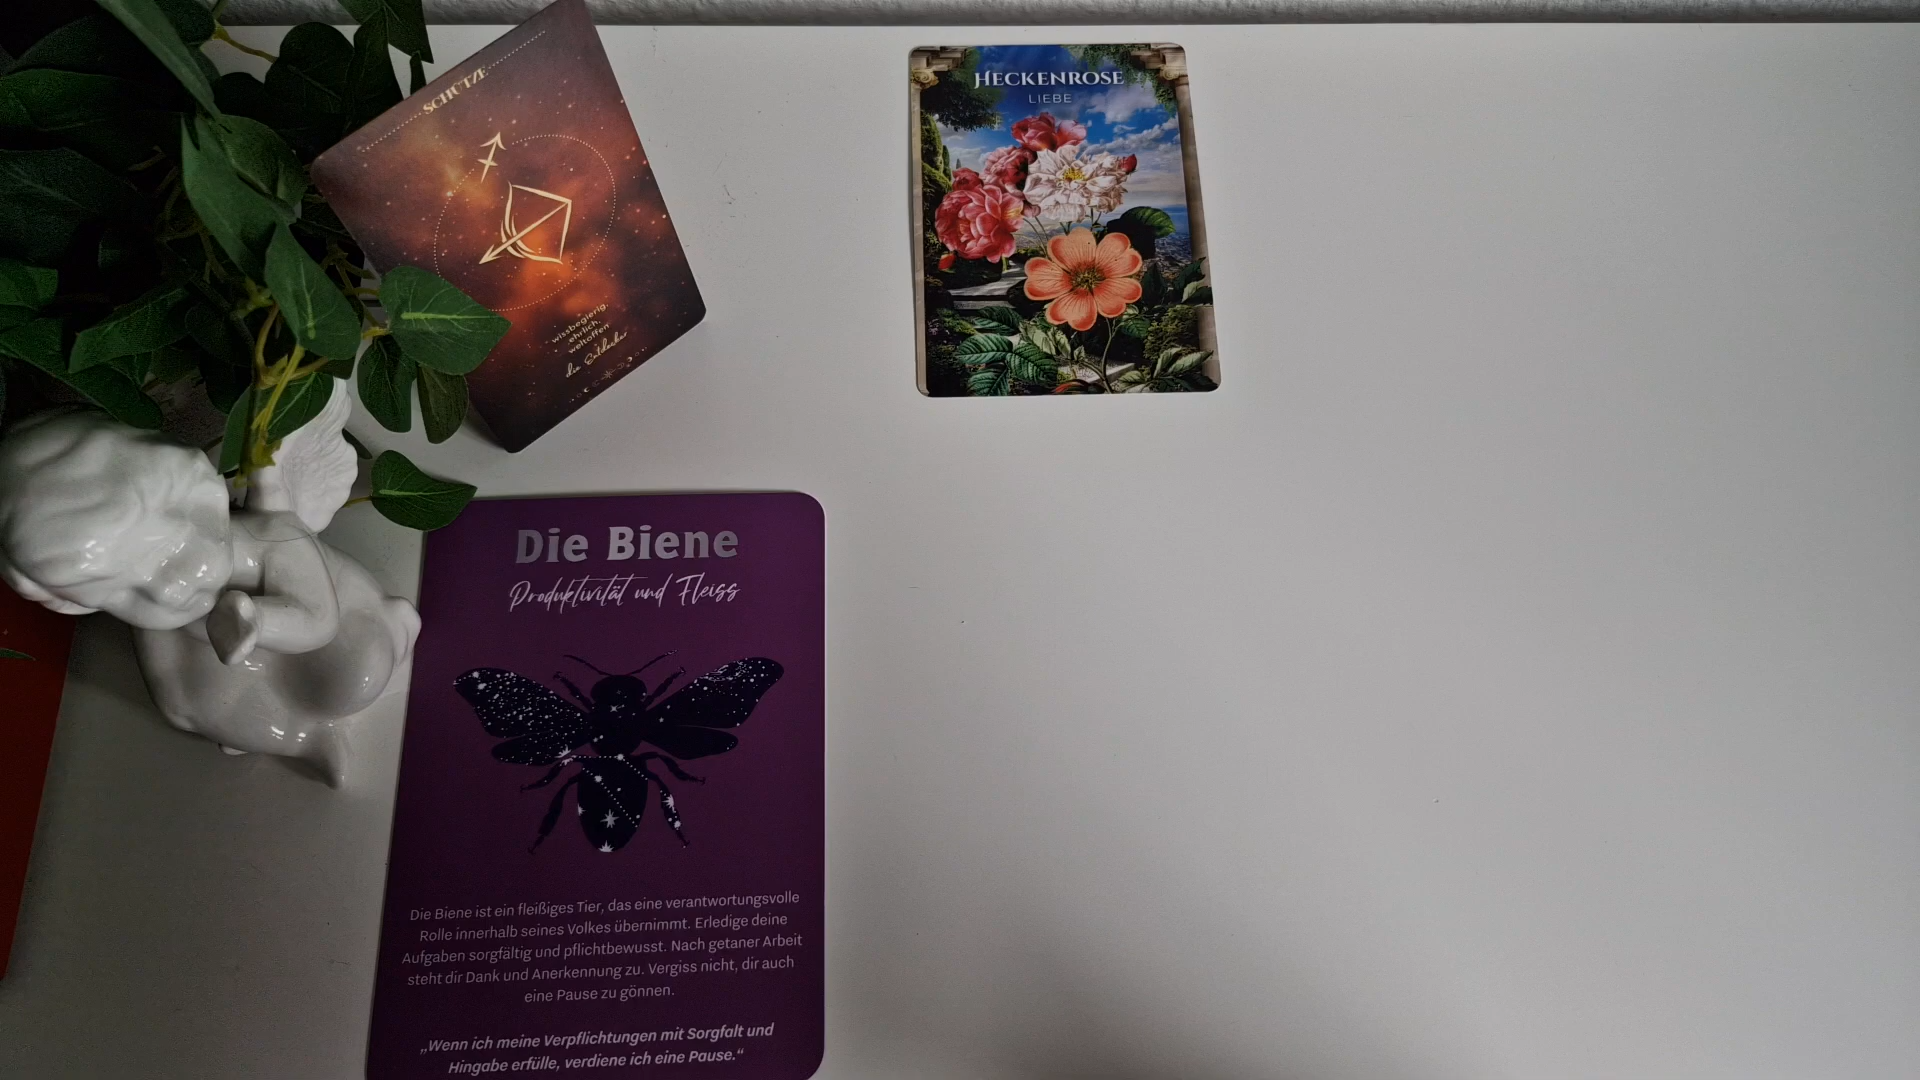 SCHÜTZE
wissbegierig,
ehrlich,
weltoffen
die Entdecker
HECKENROSE
LIEBE
Die Biene
Produktivität und Fleiss
Die Biene ist ein fleißiges Tier, das eine verantwortungsvolle
Rolle innerhalb seines Volkes übernimmt. Erledige deine
Aufgaben sorgfältig und pflichtbewusst. Nach getaner Arbeit
steht dir Dank und Anerkennung zu. Vergiss nicht, dir auch
eine Pause zu gönnen.
„Wenn ich meine Verpflichtungen mit Sorgfalt und
Hingabe erfülle, verdiene ich eine Pause.“